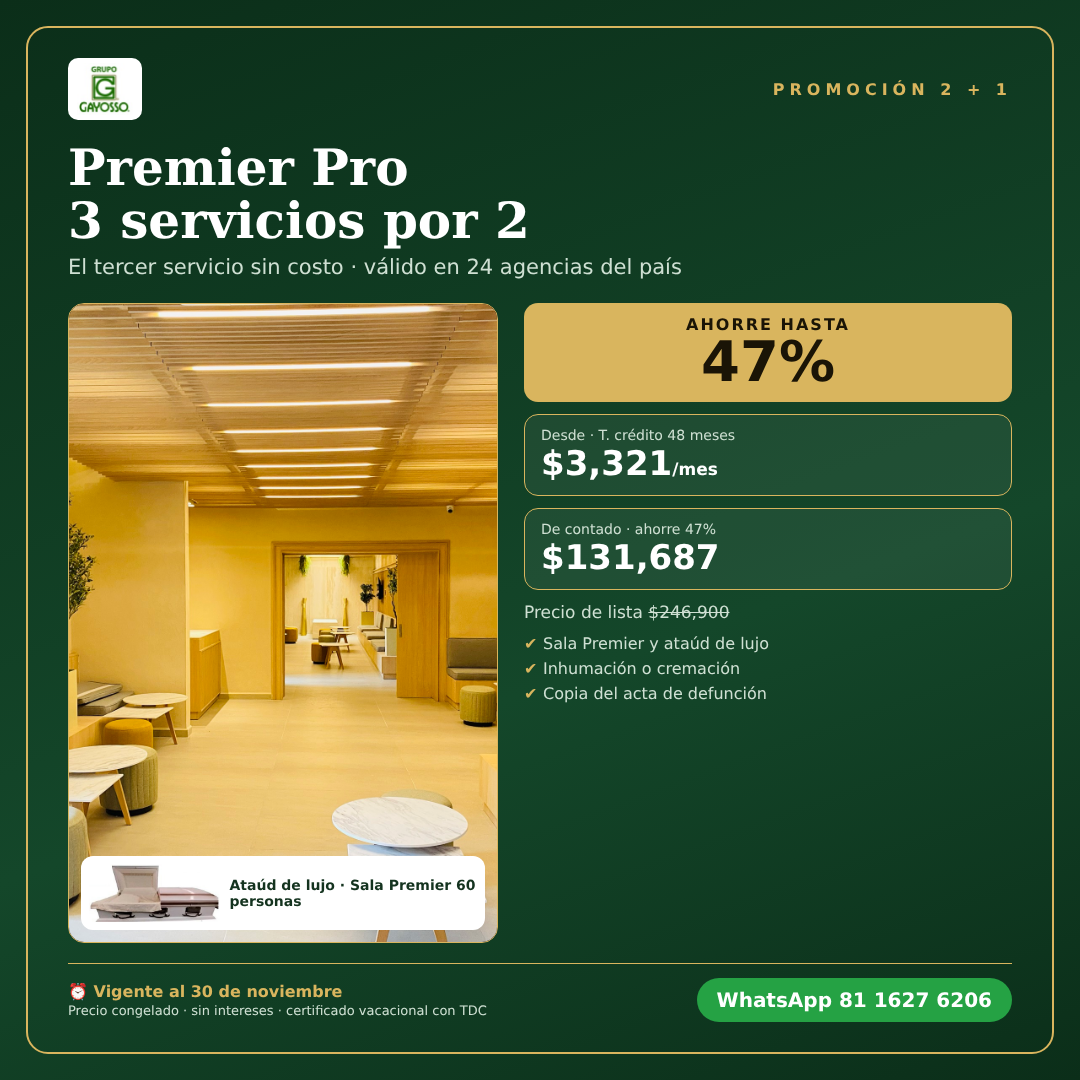 GRUPO
G
GAYOSSO
PROMOCIÓN 2 + 1
Premier Pro
3 servicios por 2
El tercer servicio sin costo · válido en 24 agencias del país
AHORRE HASTA
47%
Desde · T. crédito 48 meses
$3,321/mes
De contado · ahorre 47%
$131,687
Precio de lista $246,900
✔ Sala Premier y ataúd de lujo
✔ Inhumación o cremación
✔ Copia del acta de defunción
Ataúd de lujo · Sala Premier 60
personas
⏰ Vigente al 30 de noviembre
Precio congelado · sin intereses · certificado vacacional con TDC
WhatsApp 81 1627 6206